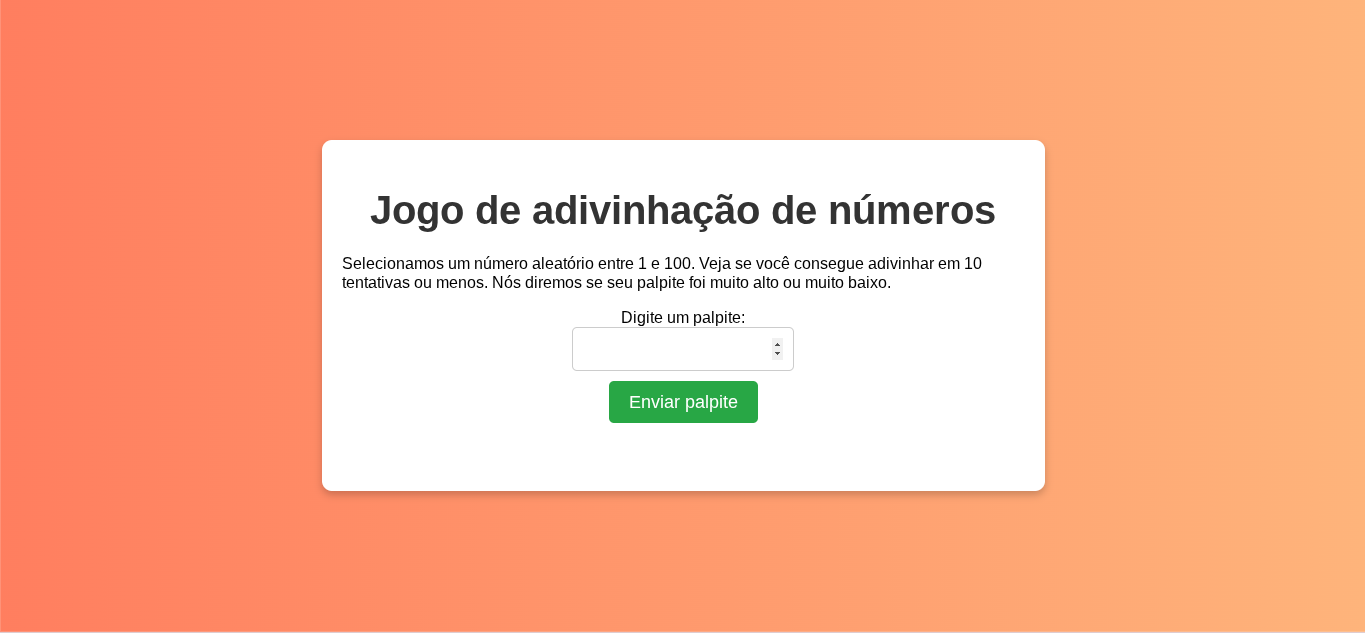 Jogo de adivinhação de números
Selecionamos um número aleatório entre 1 e 100. Veja se você consegue adivinhar em 10
tentativas ou menos. Nós diremos se seu palpite foi muito alto ou muito baixo.
Digite um palpite:
Enviar palpite